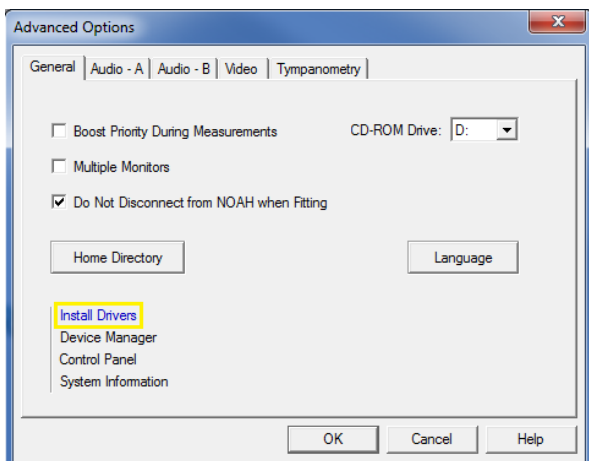 Advanced Options
General Audio - A Audio - B Video Tympanometry
Boost Priority During Measurements CD-ROM Drive: D:
Multiple Monitors
Do Not Disconnect from NOAH when Fitting
Home Directory Language
Install Drivers
Device Manager
Control Panel
System Information
OK Cancel Help